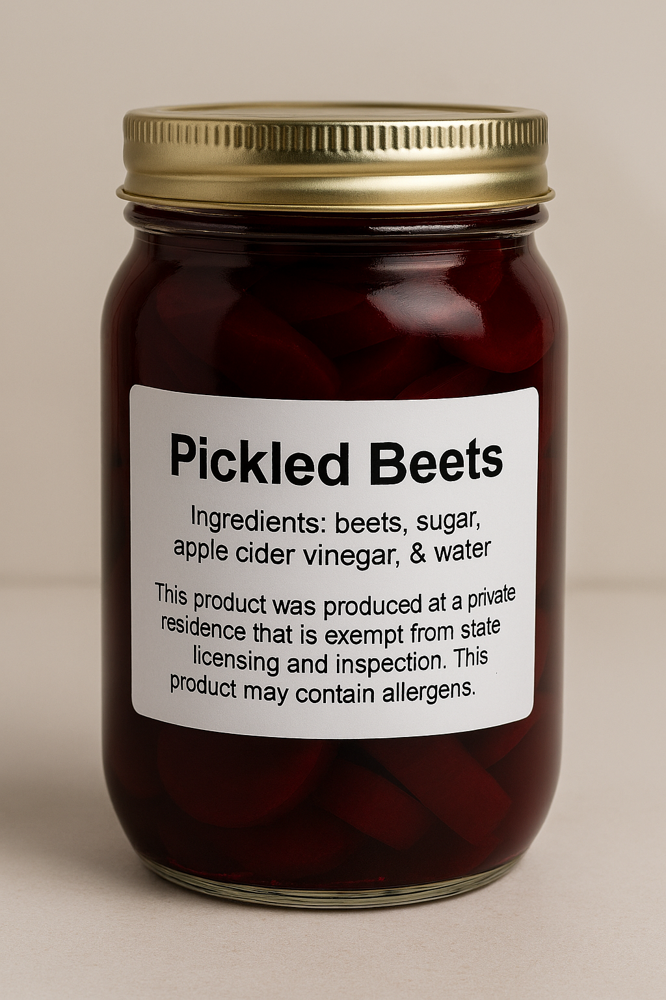 Pickled Beets
Ingredients: beets, sugar,
apple cider vinegar, & water
This product was produced at a private
residence that is exempt from state
licensing and inspection. This
product may contain allergens.